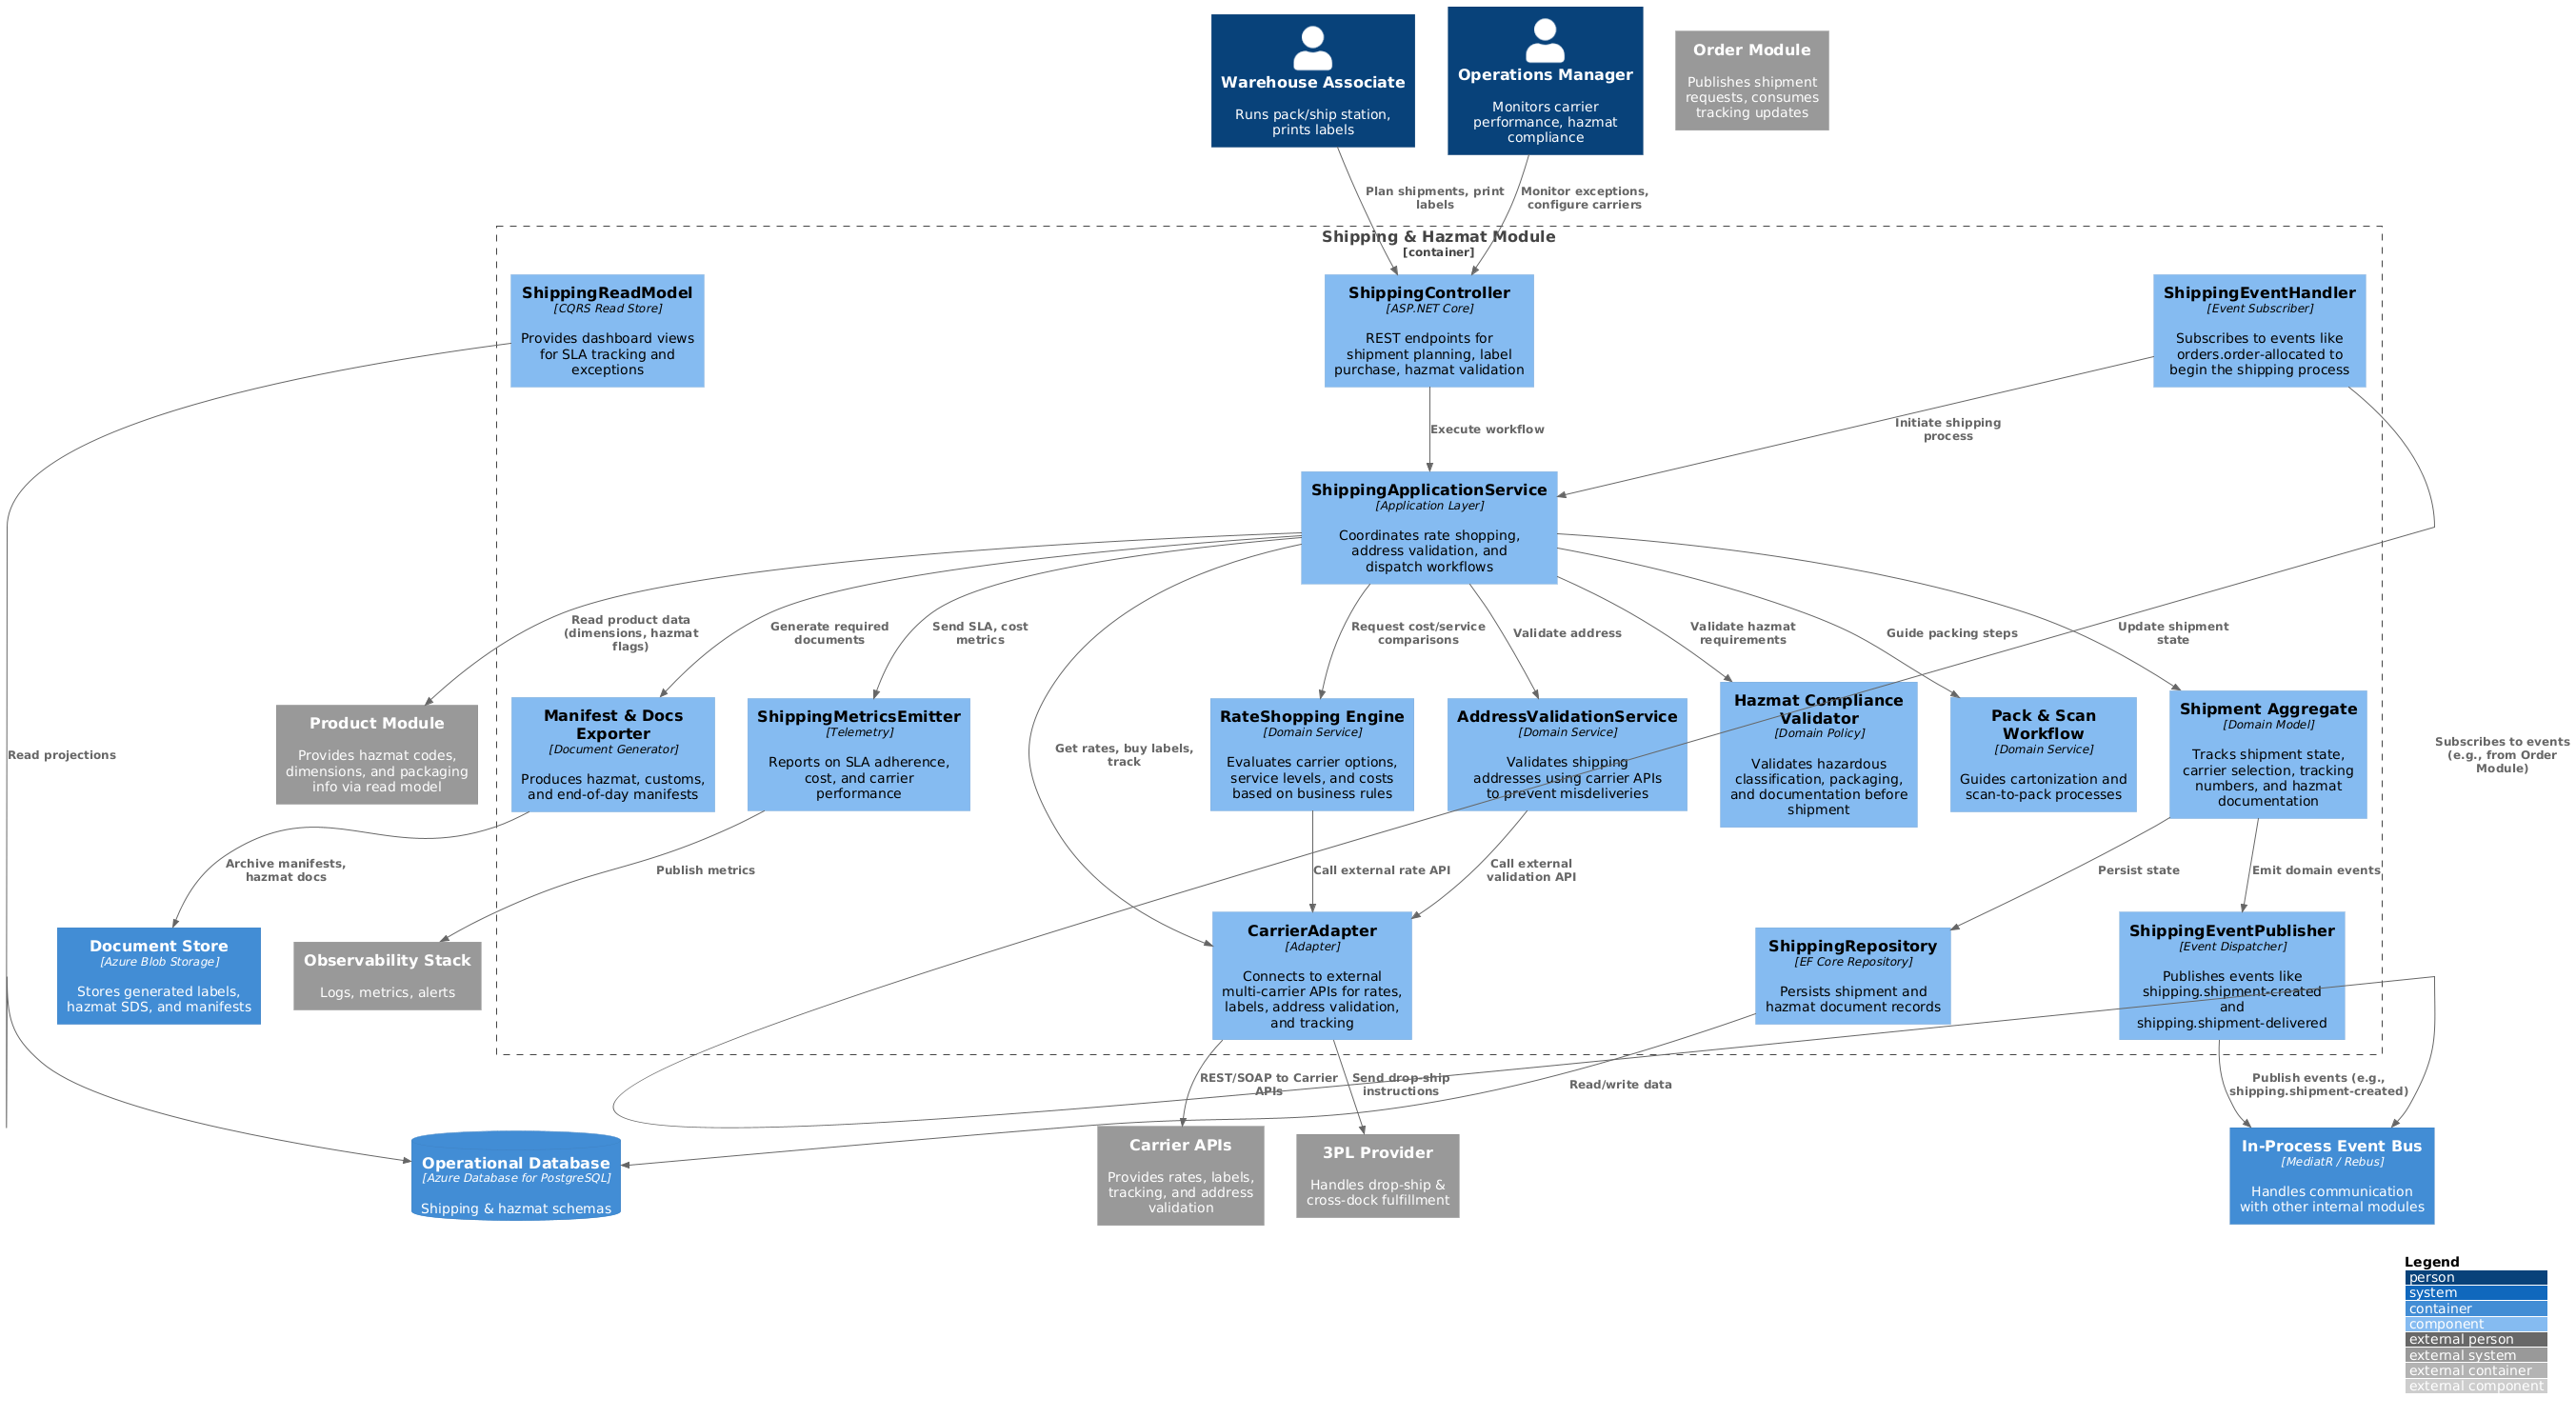 Warehouse Associate
Runs pack/ship station,
prints labels
Operations Manager
Monitors carrier
performance, hazmat
compliance
Order Module
Publishes shipment
requests, consumes
tracking updates
Plan shipments, print
labels
Monitor exceptions,
configure carriers
Shipping & Hazmat Module
[container]
ShippingReadModel
[CQRS Read Store]
Provides dashboard views
for SLA tracking and
exceptions
ShippingController
[ASP.NET Core]
REST endpoints for
shipment planning, label
purchase, hazmat validation
ShippingEventHandler
[Event Subscriber]
Subscribes to events like
orders.order-allocated to
begin the shipping process
Execute workflow
Initiate shipping
process
ShippingApplicationService
[Application Layer]
Coordinates rate shopping,
address validation, and
dispatch workflows
Read product data
(dimensions, hazmat
flags)
Generate required
documents
Send SLA, cost
metrics
Request cost/service
comparisons
Validate address
Validate hazmat
requirements
Guide packing steps
Update shipment
state
Read projections
Product Module
Provides hazmat codes,
dimensions, and packaging
info via read model
Manifest & Docs
Exporter
[Document Generator]
Produces hazmat, customs,
and end-of-day manifests
ShippingMetricsEmitter
[Telemetry]
Reports on SLA adherence,
cost, and carrier
performance
Get rates, buy labels,
track
RateShopping Engine
[Domain Service]
Evaluates carrier options,
service levels, and costs
based on business rules
AddressValidationService
[Domain Service]
Validates shipping
addresses using carrier APIs
to prevent misdeliveries
Hazmat Compliance
Validator
[Domain Policy]
Validates hazardous
classification, packaging,
and documentation before
shipment
Pack & Scan
Workflow
[Domain Service]
Guides cartonization and
scan-to-pack processes
Shipment Aggregate
[Domain Model]
Tracks shipment state,
carrier selection, tracking
numbers, and hazmat
documentation
Subscribes to events
(e.g., from Order
Module)
Archive manifests,
hazmat docs
Publish metrics
Call external rate API
Call external
validation API
Persist state
Emit domain events
Document Store
[Azure Blob Storage]
Stores generated labels,
hazmat SDS, and manifests
Observability Stack
Logs, metrics, alerts
CarrierAdapter
[Adapter]
Connects to external
multi-carrier APIs for rates,
labels, address validation,
and tracking
ShippingRepository
[EF Core Repository]
Persists shipment and
hazmat document records
ShippingEventPublisher
[Event Dispatcher]
Publishes events like
shipping.shipment-created
and
shipping.shipment-delivered
REST/SOAP to Carrier
APIs
Send drop-ship
instructions
Read/write data
Publish events (e.g.,
shipping.shipment-created)
Operational Database
[Azure Database for PostgreSQL]
Shipping & hazmat schemas
Carrier APIs
Provides rates, labels,
tracking, and address
validation
3PL Provider
Handles drop-ship &
cross-dock fulfillment
In-Process Event Bus
[MediatR / Rebus]
Handles communication
with other internal modules
Legend
person
system
container
component
external person
external system
external container
external component